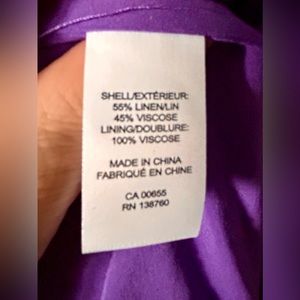 SHELL/EXTÉRIEUR:
55% LINEN/LIN
45% VISCOSE
LINING/DOUBLURE:
100% VISCOSE
MADE IN CHINA
FABRIQUÉ EN CHINE
CA 00655
RN 138760